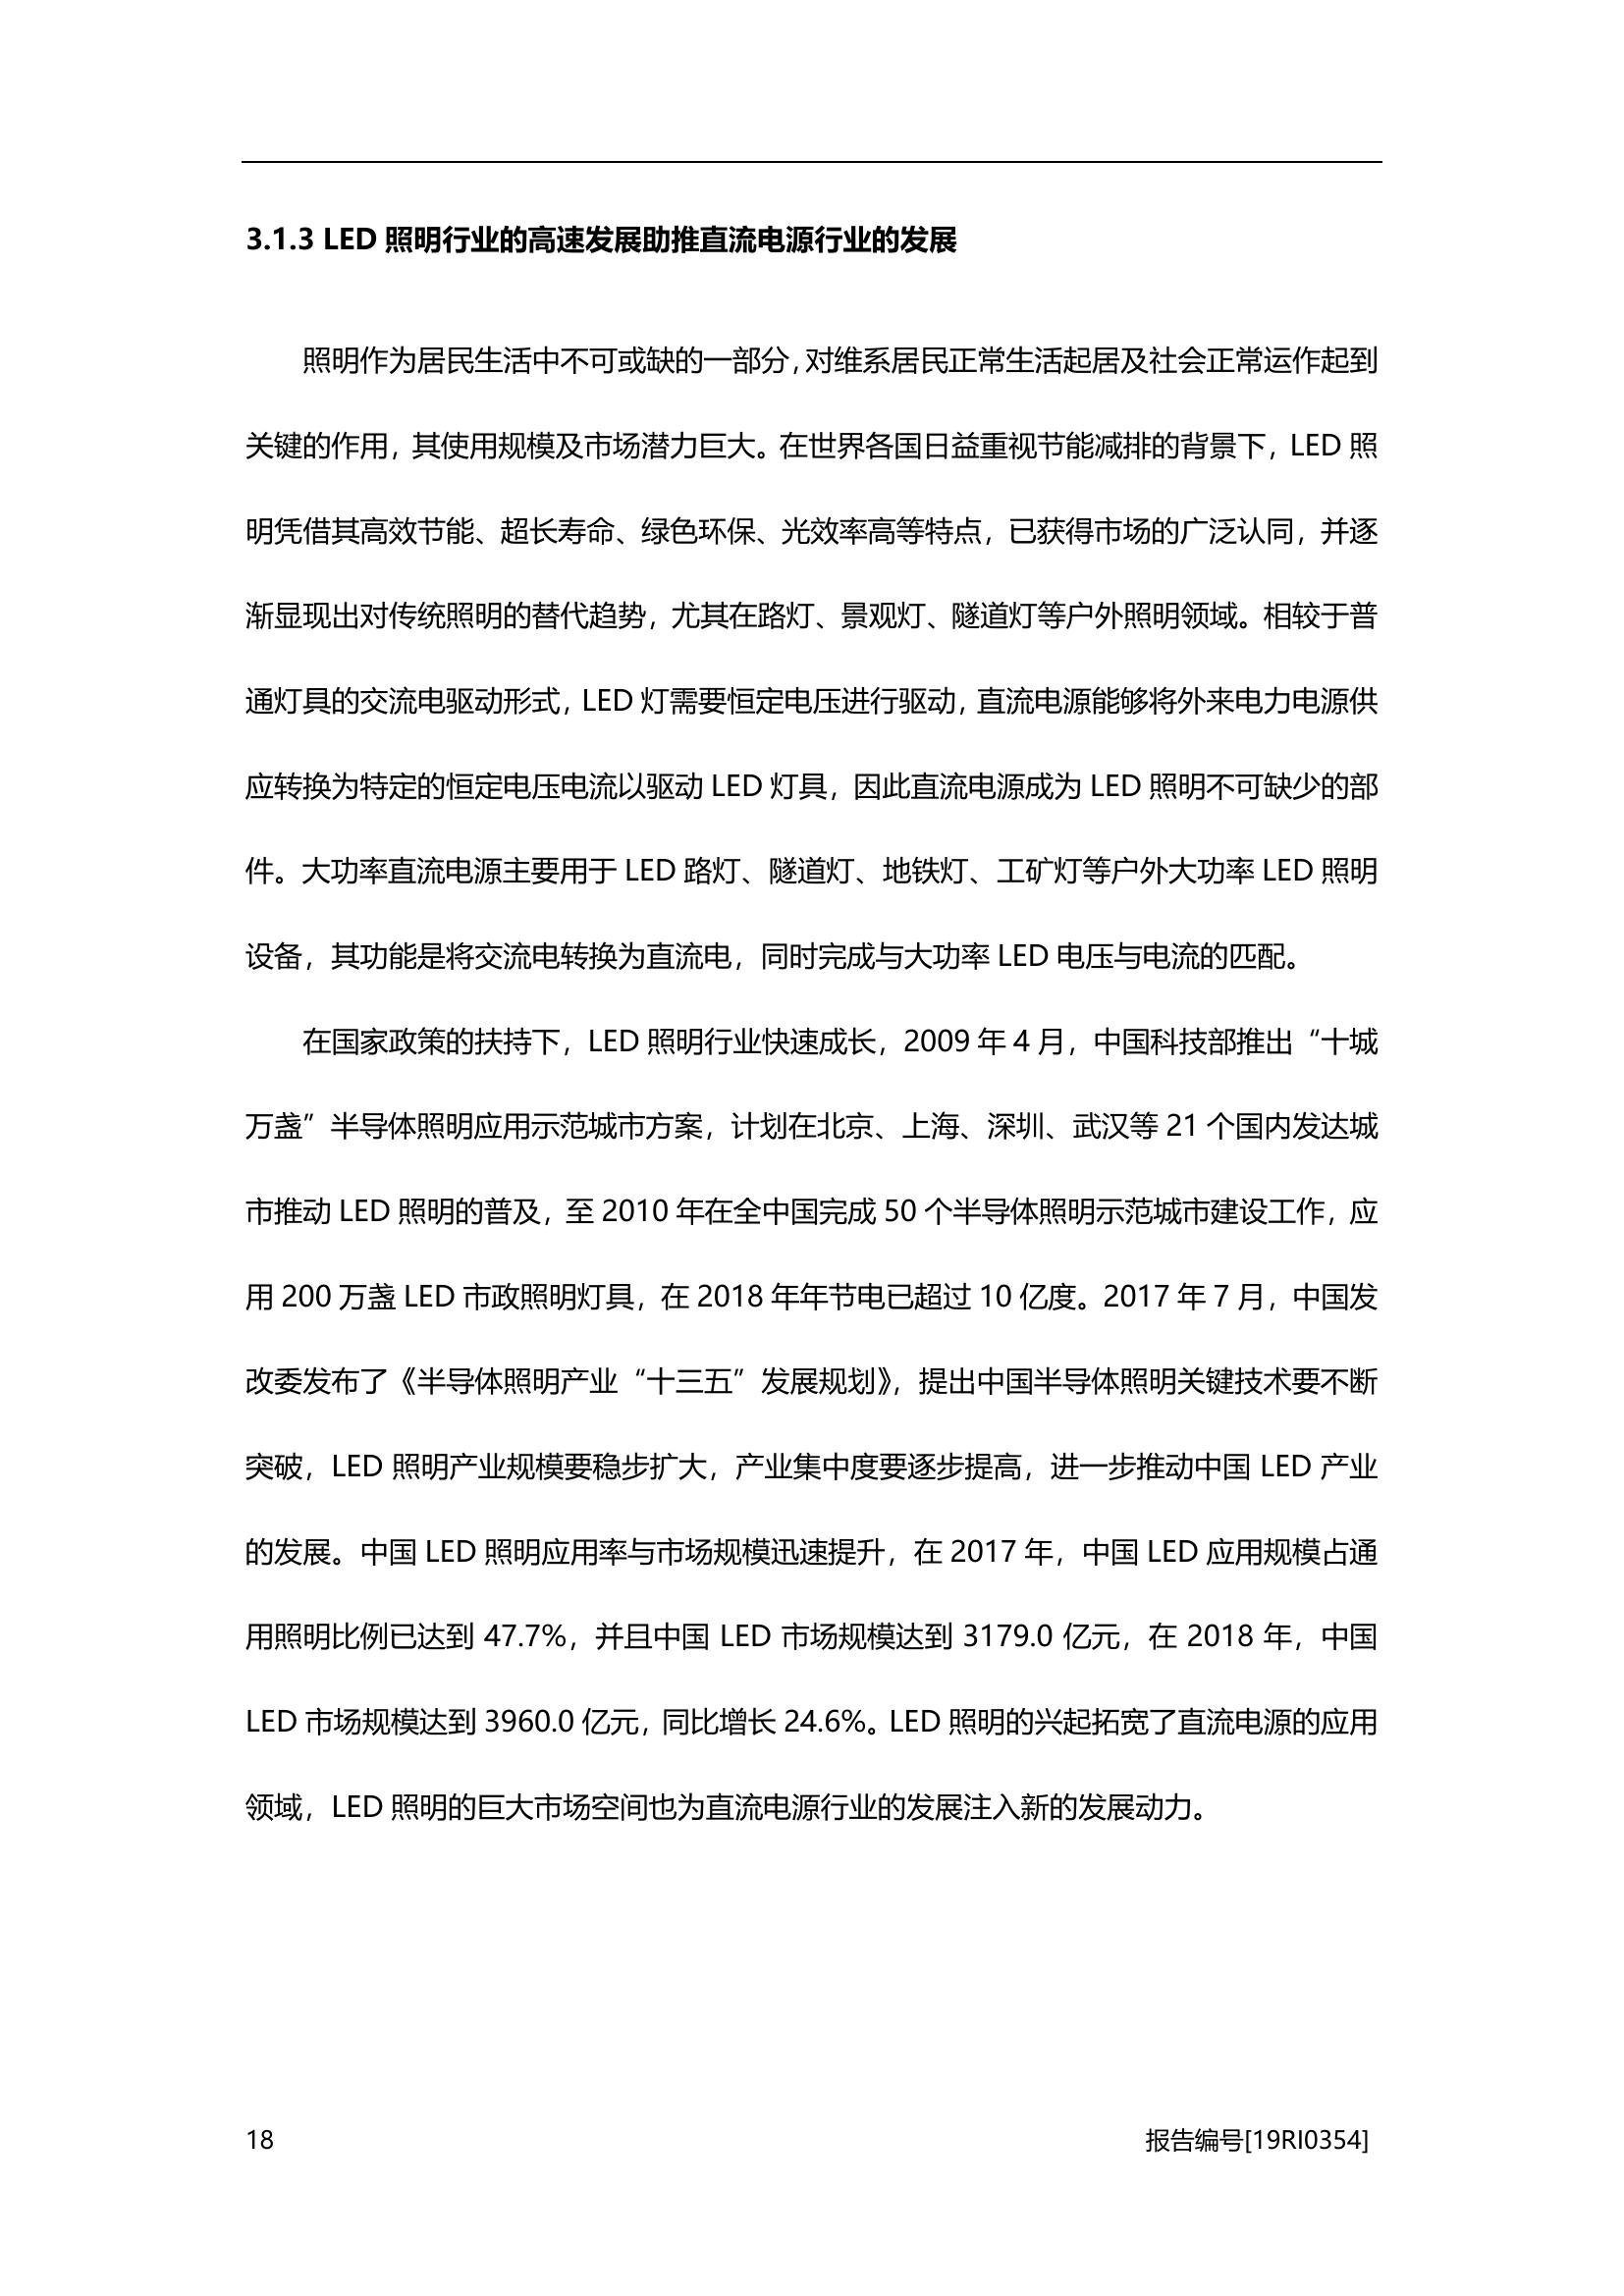 3.1.3 LED 照明行业的高速发展助推直流电源行业的发展
照明作为居民生活中不可或缺的一部分，对维系居民正常生活起居及社会正常运作起到
关键的作用，其使用规模及市场潜力巨大。在世界各国日益重视节能减排的背景下，LED 照
明凭借其高效节能、超长寿命、绿色环保、光效率高等特点，已获得市场的广泛认同，并逐
渐显现出对传统照明的替代趋势，尤其在路灯、景观灯、隧道灯等户外照明领域。相较于普
通灯具的交流电驱动形式，LED 灯需要恒定电压进行驱动，直流电源能够将外来电力电源供
应转换为特定的恒定电压电流以驱动 LED 灯具，因此直流电源成为 LED 照明不可缺少的部
件。大功率直流电源主要用于 LED 路灯、隧道灯、地铁灯、工矿灯等户外大功率 LED 照明
设备，其功能是将交流电转换为直流电，同时完成与大功率 LED 电压与电流的匹配。
在国家政策的扶持下，LED 照明行业快速成长，2009 年 4 月，中国科技部推出“十城
万盏”半导体照明应用示范城市方案，计划在北京、上海、深圳、武汉等 21 个国内发达城
市推动 LED 照明的普及，至 2010 年在全中国完成 50 个半导体照明示范城市建设工作，应
用 200 万盏 LED 市政照明灯具，在 2018 年年节电已超过 10 亿度。2017 年 7 月，中国发
改委发布了《半导体照明产业“十三五”发展规划》，提出中国半导体照明关键技术要不断
突破，LED 照明产业规模要稳步扩大，产业集中度要逐步提高，进一步推动中国 LED 产业
的发展。中国 LED 照明应用率与市场规模迅速提升，在 2017 年，中国 LED 应用规模占通
用照明比例已达到 47.7%，并且中国 LED 市场规模达到 3179.0 亿元，在 2018 年，中国
LED 市场规模达到 3960.0 亿元，同比增长 24.6%。LED 照明的兴起拓宽了直流电源的应用
领域，LED 照明的巨大市场空间也为直流电源行业的发展注入新的发展动力。
18
报告编号[19RI0354]